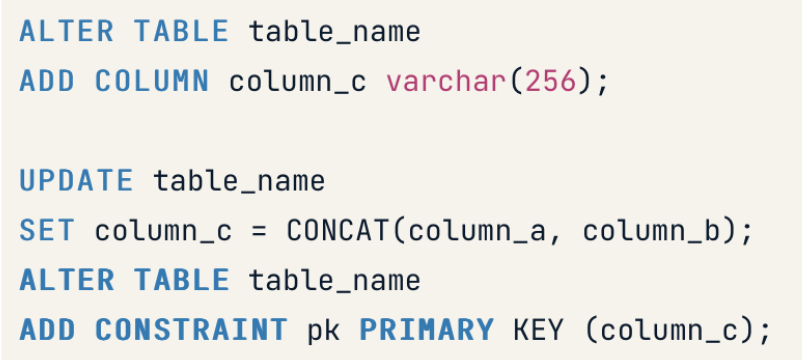 ALTER TABLE table_name
ADD COLUMN column_c varchar(256);
UPDATE table_name
SET column_c = CONCAT(column_a, column_b);
ALTER TABLE table_name
ADD CONSTRAINT pk PRIMARY KEY (column_c);